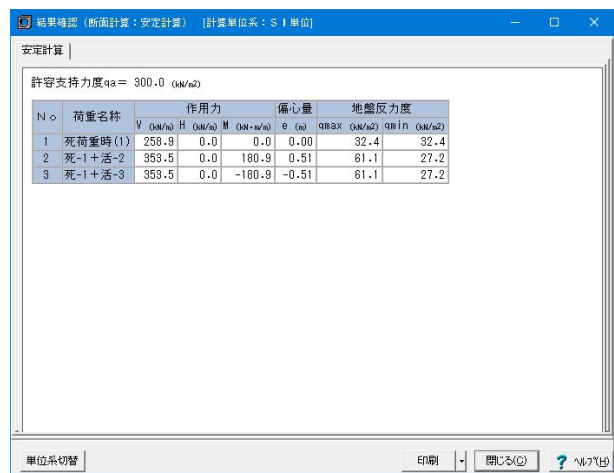 結果確認（断面計算：安定計算） [計算単位系：ＳＩ単位]
安定計算
許容支持力度qa＝ 300.0 (kN/m2)
Ｎｏ 荷重名称 作用力 偏心量 地盤反力度
V (kN/m) H (kN/m) M (kN・m/m) e (m) qmax (kN/m2) qmin (kN/m2)
1 死荷重時(1) 258.9 0.0 0.0 0.00 32.4 32.4
2 死-1＋活-2 353.5 0.0 180.9 0.51 61.1 27.2
3 死-1＋活-3 353.5 0.0 -180.9 -0.51 61.1 27.2
単位系切替 印刷 閉じる(C) ? ヘルプ(H)